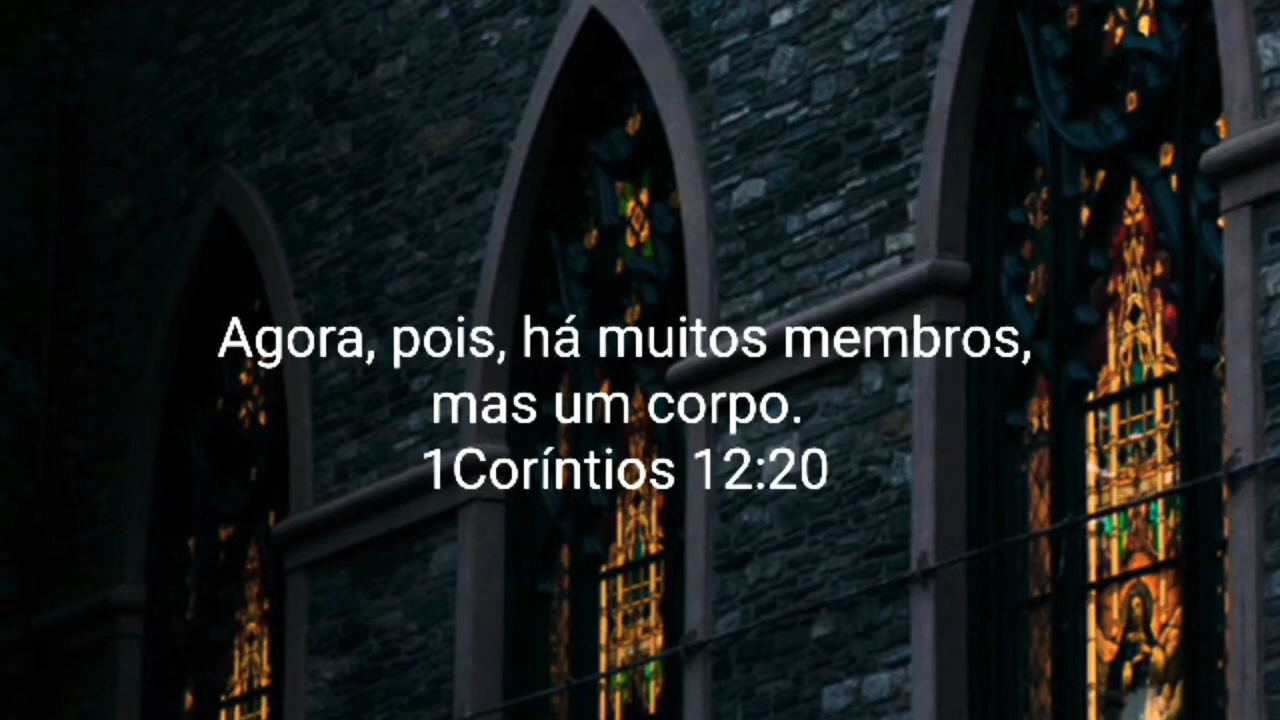 Agora, pois, há muitos membros,
mas um corpo.
1Coríntios 12:20